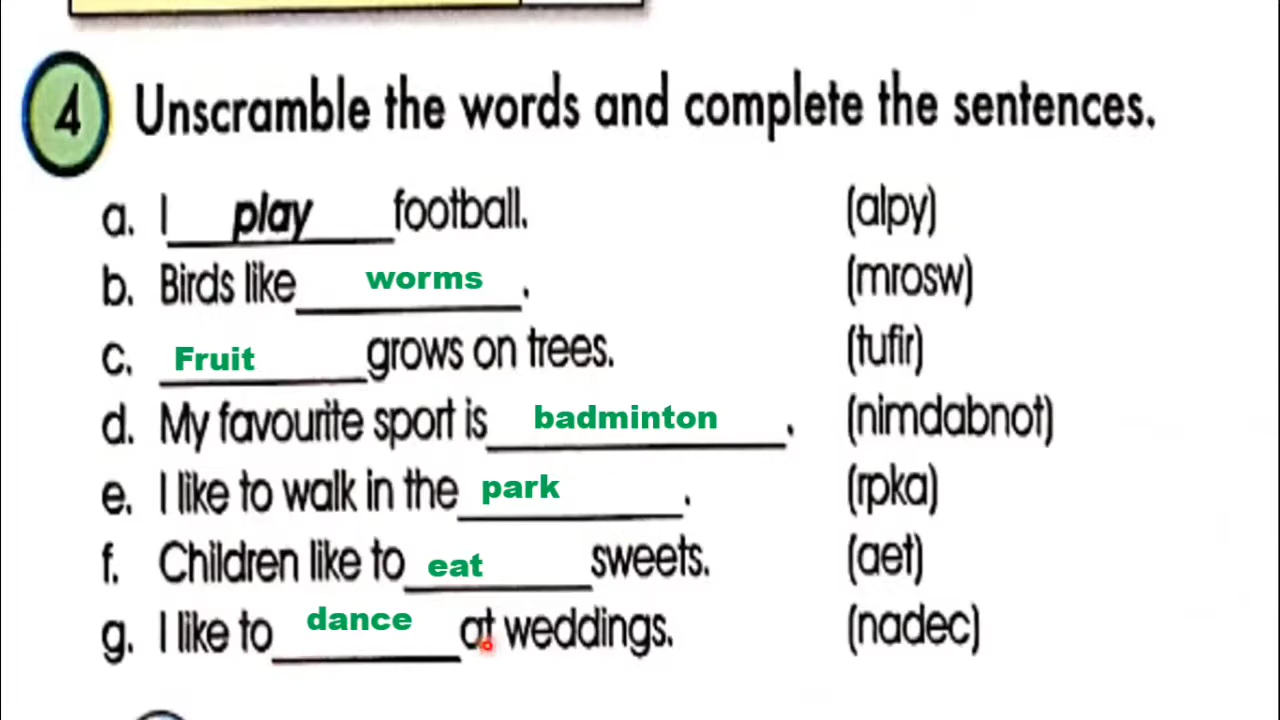 4 Unscramble the words and complete the sentences.
a. I play football. (alpy)
b. Birds like worms. (mrosw)
c. Fruit grows on trees. (tufir)
d. My favourite sport is badminton. (nimdabnot)
e. I like to walk in the park. (rpka)
f. Children like to eat sweets. (aet)
g. I like to dance at weddings. (nadec)